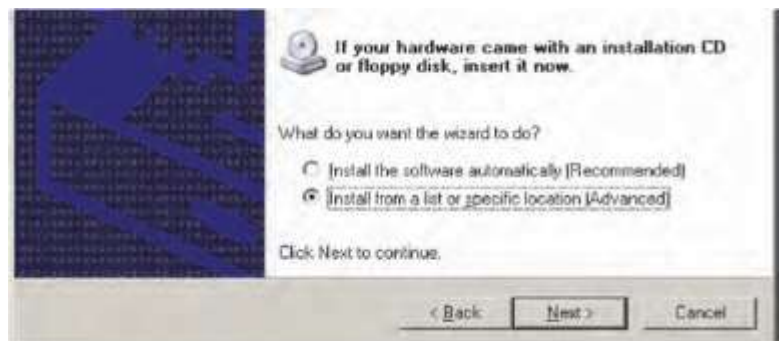 If your hardware came with an installation CD
or floppy disk, insert it now.
What do you want the wizard to do?
Install the software automatically (Recommended)
Install from a list or specific location (Advanced)
Click Next to continue.
< Back Next > Cancel